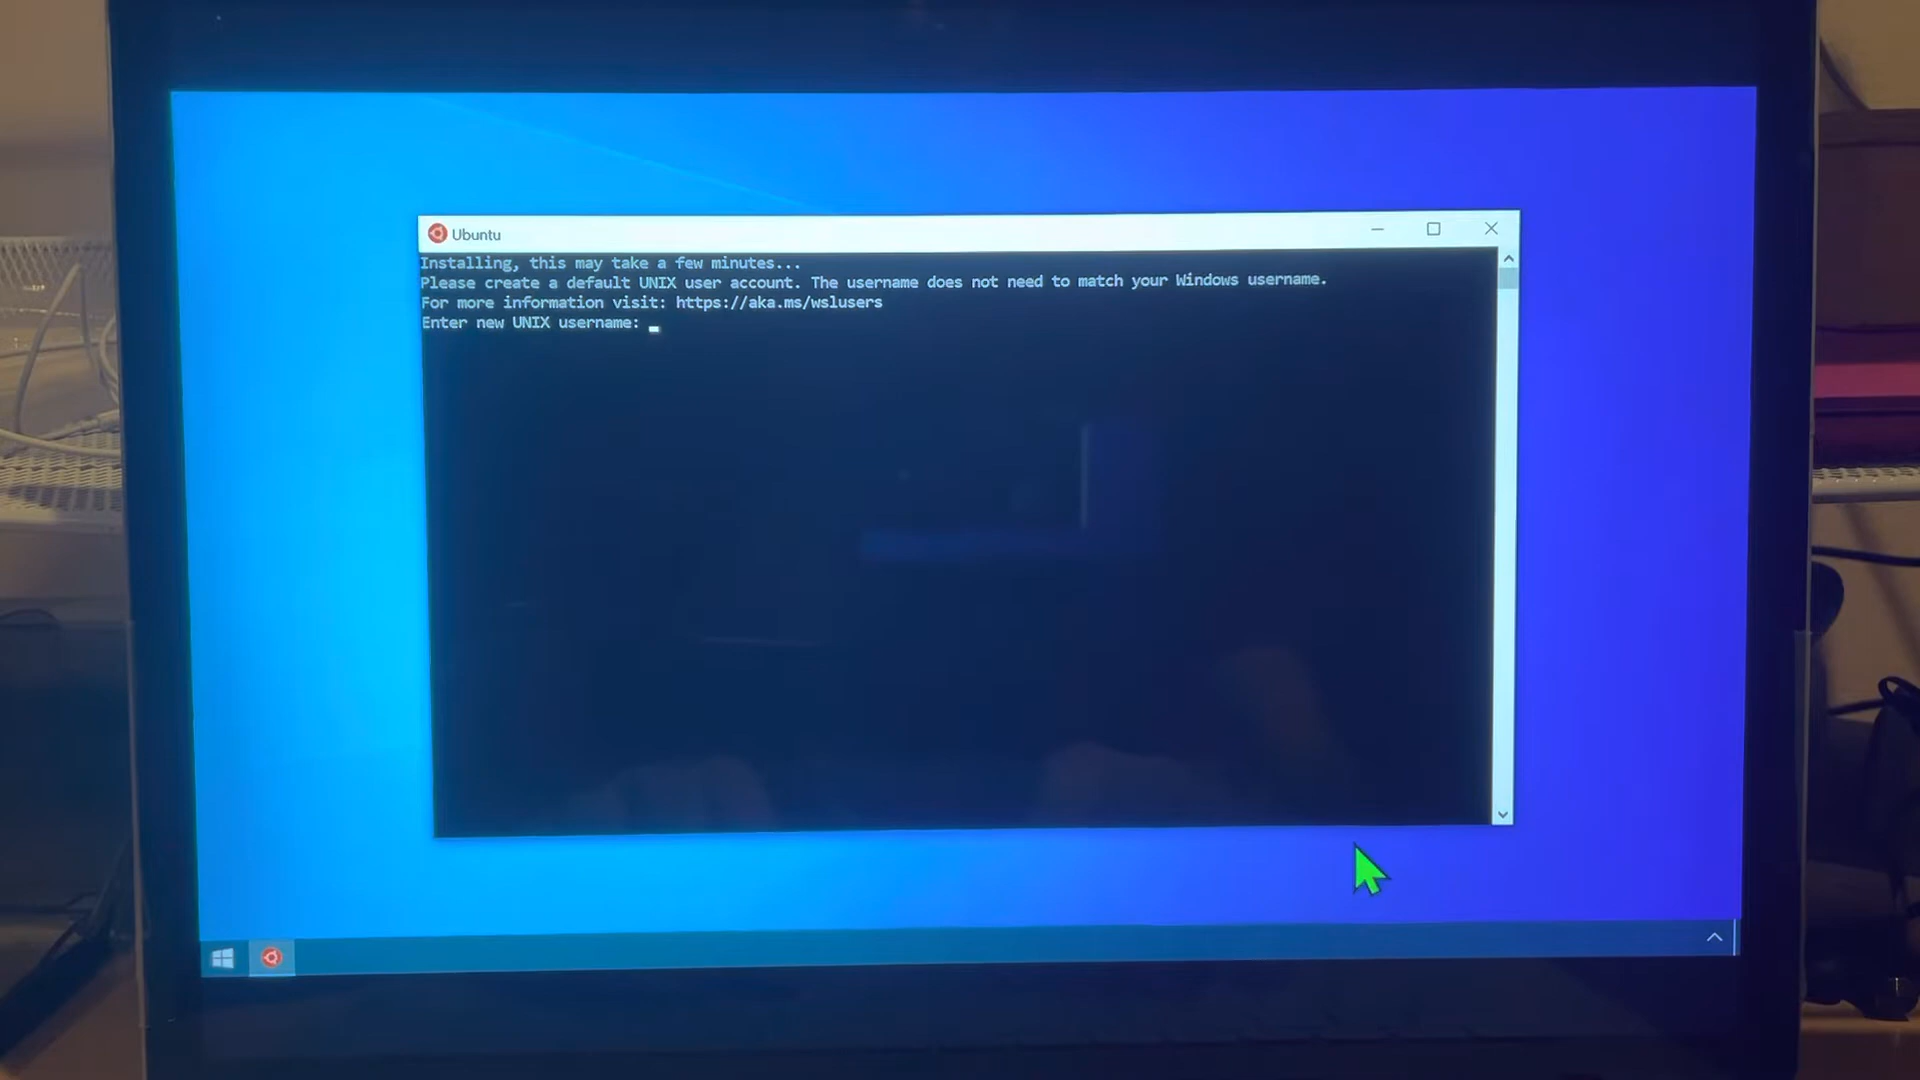 Ubuntu
Installing, this may take a few minutes...
Please create a default UNIX user account. The username does not need to match your Windows username.
For more information visit: https://aka.ms/wslusers
Enter new UNIX username: